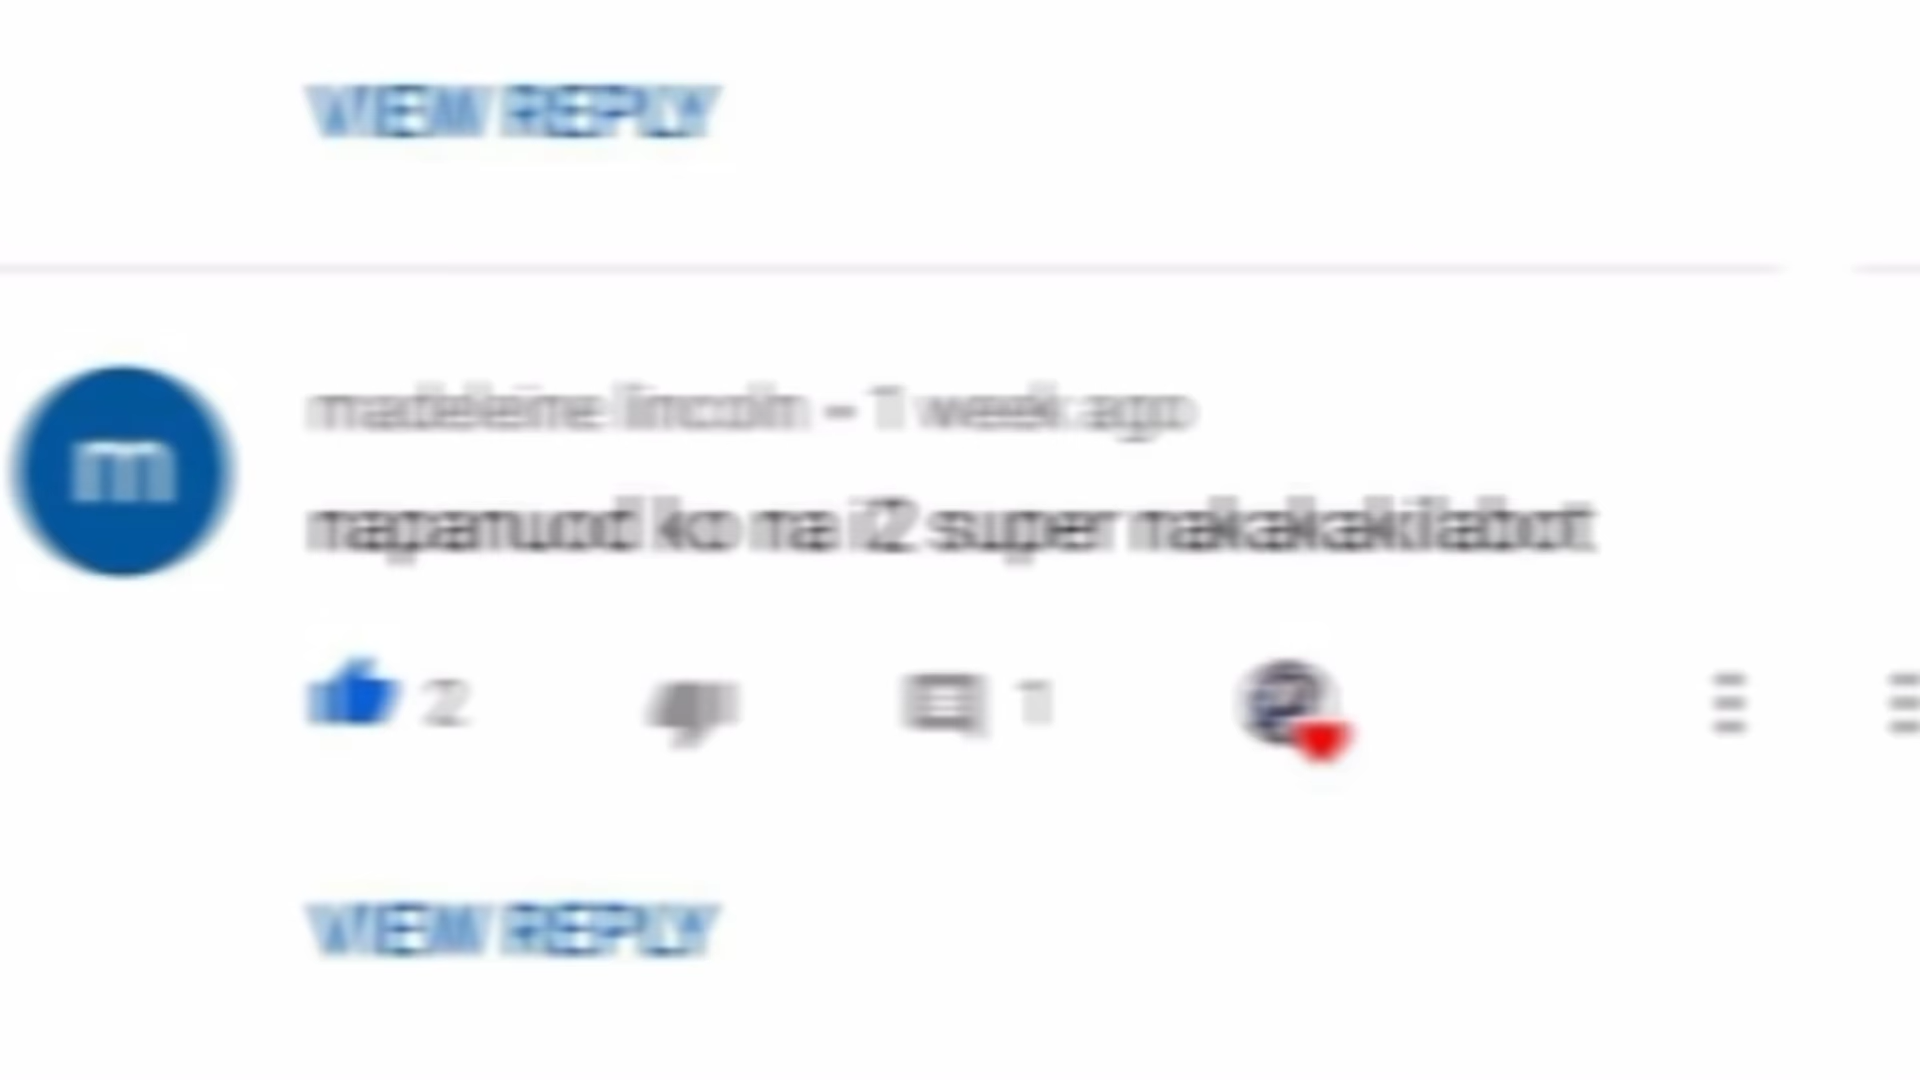 VIEW REPLY
m
madeleine lincoln - 1 week ago
napanuod ko na i2 super nakakakilabot
2 1
VIEW REPLY